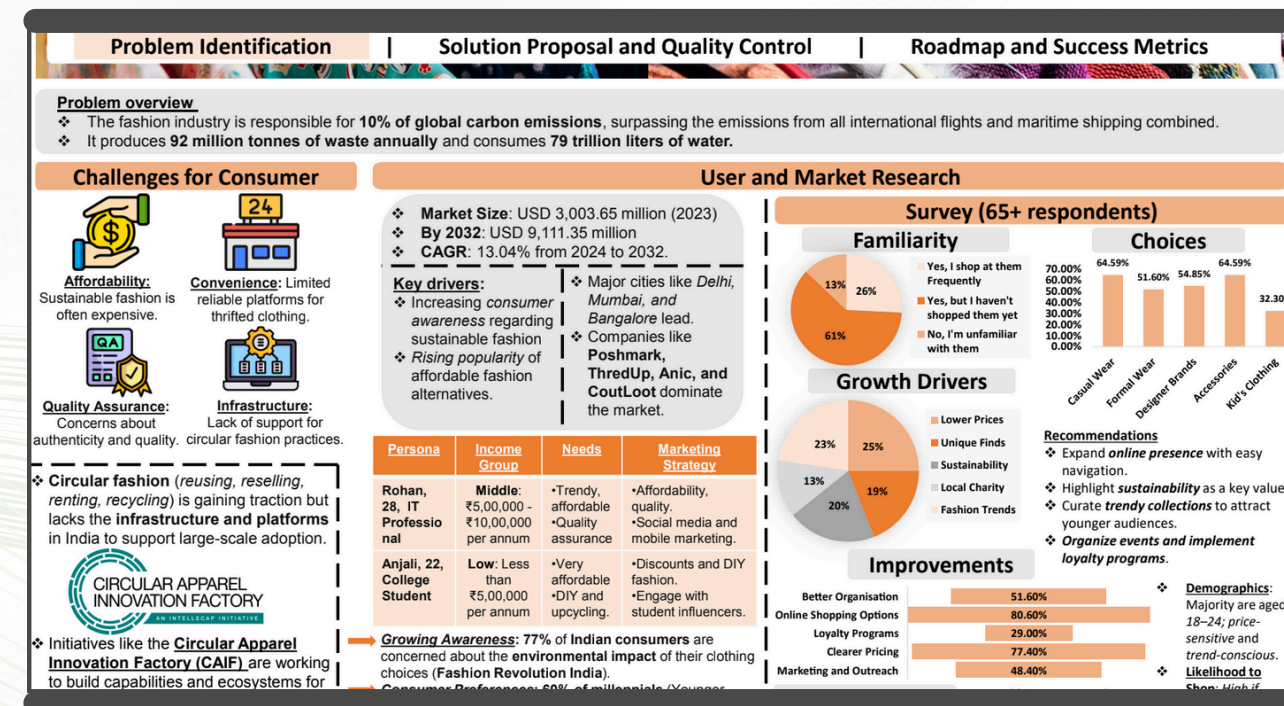 Problem Identification | Solution Proposal and Quality Control | Roadmap and Success Metrics
Problem overview
❖ The fashion industry is responsible for 10% of global carbon emissions, surpassing the emissions from all international flights and maritime shipping combined.
❖ It produces 92 million tonnes of waste annually and consumes 79 trillion liters of water.
Challenges for Consumer
24
Affordability:
Sustainable fashion is
often expensive.
Convenience: Limited
reliable platforms for
thrifted clothing.
QA
Quality Assurance:
Concerns about
authenticity and quality.
Infrastructure:
Lack of support for
circular fashion practices.
❖ Circular fashion (reusing, reselling,
renting, recycling) is gaining traction but
lacks the infrastructure and platforms
in India to support large-scale adoption.
CIRCULAR APPAREL
INNOVATION FACTORY
AN INTELLECAP INITIATIVE
❖ Initiatives like the Circular Apparel
Innovation Factory (CAIF) are working
to build capabilities and ecosystems for
User and Market Research
❖ Market Size: USD 3,003.65 million (2023)
❖ By 2032: USD 9,111.35 million
❖ CAGR: 13.04% from 2024 to 2032.
Key drivers:
❖ Increasing consumer
awareness regarding
sustainable fashion
❖ Rising popularity of
affordable fashion
alternatives.
❖ Major cities like Delhi,
Mumbai, and
Bangalore lead.
❖ Companies like
Poshmark,
ThredUp, Anic, and
CoutLoot dominate
the market.
Persona
Income
Group
Needs
Marketing
Strategy
Rohan,
28, IT
Professio
nal
Middle:
₹5,00,000 -
₹10,00,000
per annum
•Trendy,
affordable
•Quality
assurance
•Affordability,
quality.
•Social media and
mobile marketing.
Anjali, 22,
College
Student
Low: Less
than
₹5,00,000
per annum
•Very
affordable
•DIY and
upcycling.
•Discounts and DIY
fashion.
•Engage with
student influencers.
Growing Awareness: 77% of Indian consumers are
concerned about the environmental impact of their clothing
choices (Fashion Revolution India).
Consumer Preferences: 60% of millennials (Younger
Survey (65+ respondents)
Familiarity
13%
26%
61%
Yes, I shop at them
Frequently
Yes, but I haven't
shopped them yet
No, I'm unfamiliar
with them
Choices
70.00%
60.00%
50.00%
40.00%
30.00%
20.00%
10.00%
0.00%
64.59%
51.60%
54.85%
64.59%
32.30
Casual Wear
Formal Wear
Designer Brands
Accessories
Kid's Clothing
Growth Drivers
23%
25%
13%
19%
20%
Lower Prices
Unique Finds
Sustainability
Local Charity
Fashion Trends
Recommendations
❖ Expand online presence with easy
navigation.
❖ Highlight sustainability as a key value
❖ Curate trendy collections to attract
younger audiences.
❖ Organize events and implement
loyalty programs.
Improvements
Better Organisation 51.60%
Online Shopping Options 80.60%
Loyalty Programs 29.00%
Clearer Pricing 77.40%
Marketing and Outreach 48.40%
❖ Demographics:
Majority are aged
18–24; price-
sensitive and
trend-conscious.
❖ Likelihood to
Shop: High if